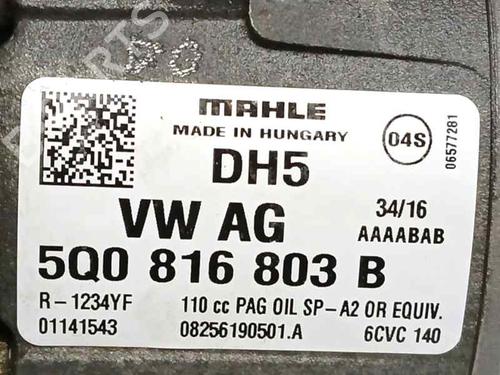 MAHLE
MADE IN HUNGARY
04S
06577281
DH5
VW AG
34/16
AAAABAB
5Q0 816 803 B
R-1234YF
110 cc PAG OIL SP-A2 OR EQUIV.
01141543
08256190501.A
6CVC 140